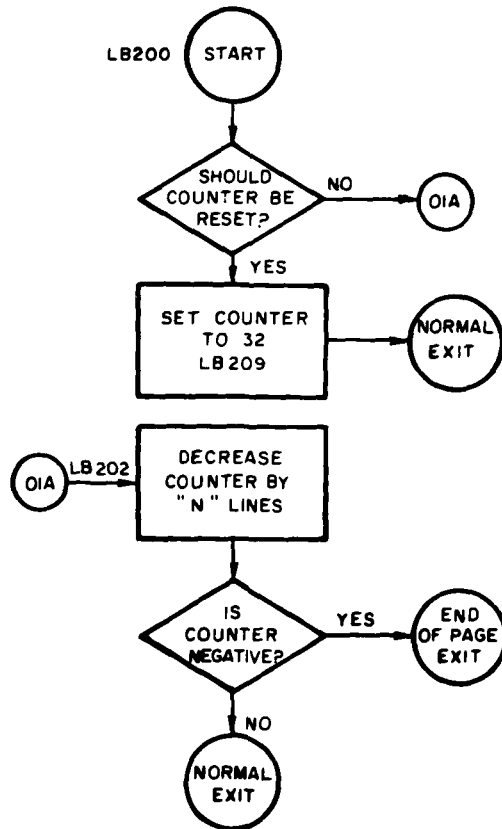 LB200
START
SHOULD
COUNTER BE
RESET?
NO
01A
YES
SET COUNTER
TO 32
LB209
NORMAL
EXIT
01A
LB202
DECREASE
COUNTER BY
"N" LINES
IS
COUNTER
NEGATIVE?
YES
END
OF PAGE
EXIT
NO
NORMAL
EXIT